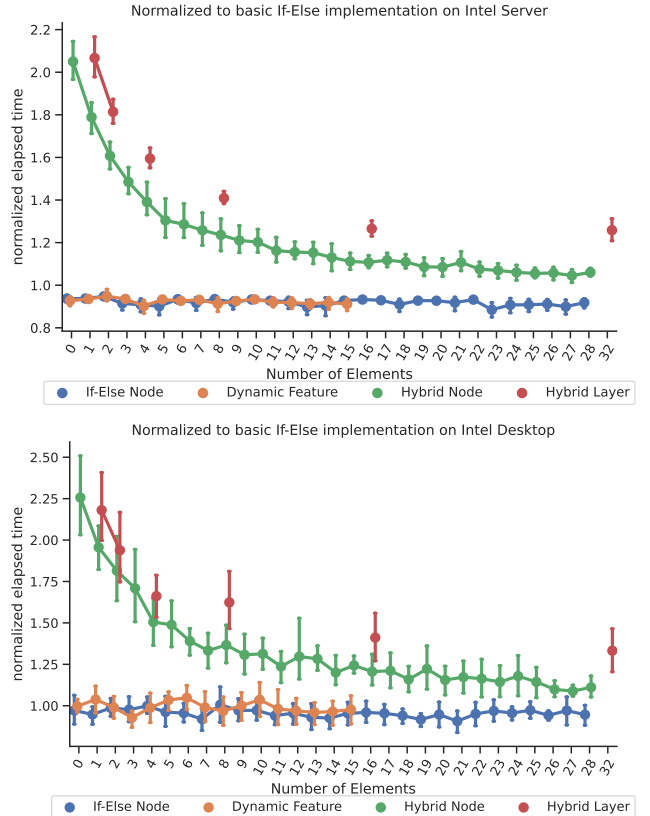 Normalized to basic If-Else implementation on Intel Server
normalized elapsed time
2.2
2.0
1.8
1.6
1.4
1.2
1.0
0.8
0 1 2 3 4 5 6 7 8 9 10 11 12 13 14 15 16 17 18 19 20 21 22 23 24 25 26 27 28 32
Number of Elements
If-Else Node Dynamic Feature Hybrid Node Hybrid Layer
Normalized to basic If-Else implementation on Intel Desktop
normalized elapsed time
2.50
2.25
2.00
1.75
1.50
1.25
1.00
0 1 2 3 4 5 6 7 8 9 10 11 12 13 14 15 16 17 18 19 20 21 22 23 24 25 26 27 28 32
Number of Elements
If-Else Node Dynamic Feature Hybrid Node Hybrid Layer